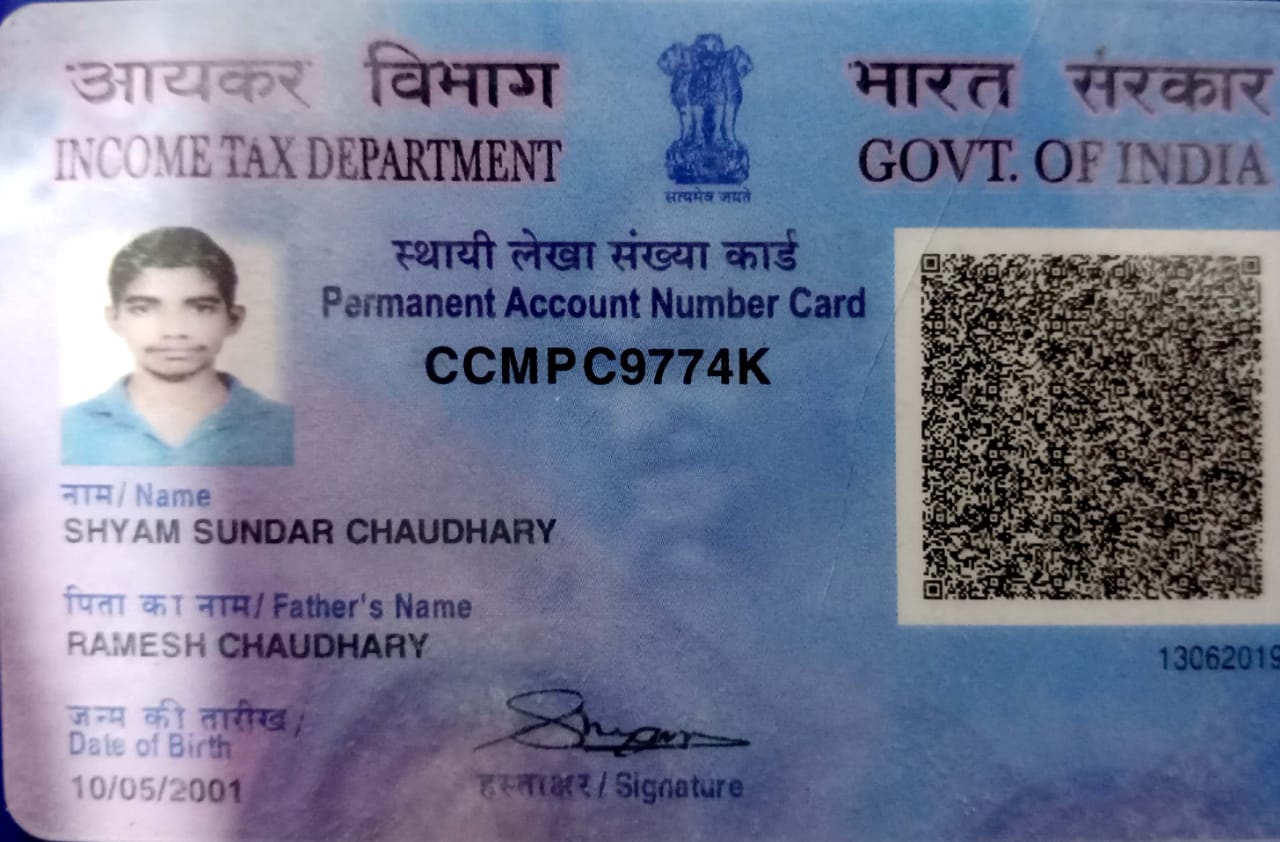 आयकर विभाग
INCOME TAX DEPARTMENT
सत्यमेव जयते
भारत सरकार
GOVT. OF INDIA
स्थायी लेखा संख्या कार्ड
Permanent Account Number Card
CCMPC9774K
नाम / Name
SHYAM SUNDAR CHAUDHARY
पिता का नाम / Father's Name
RAMESH CHAUDHARY
13062019
जन्म की तारीख /
Date of Birth
10/05/2001
Shyam
हस्ताक्षर / Signature